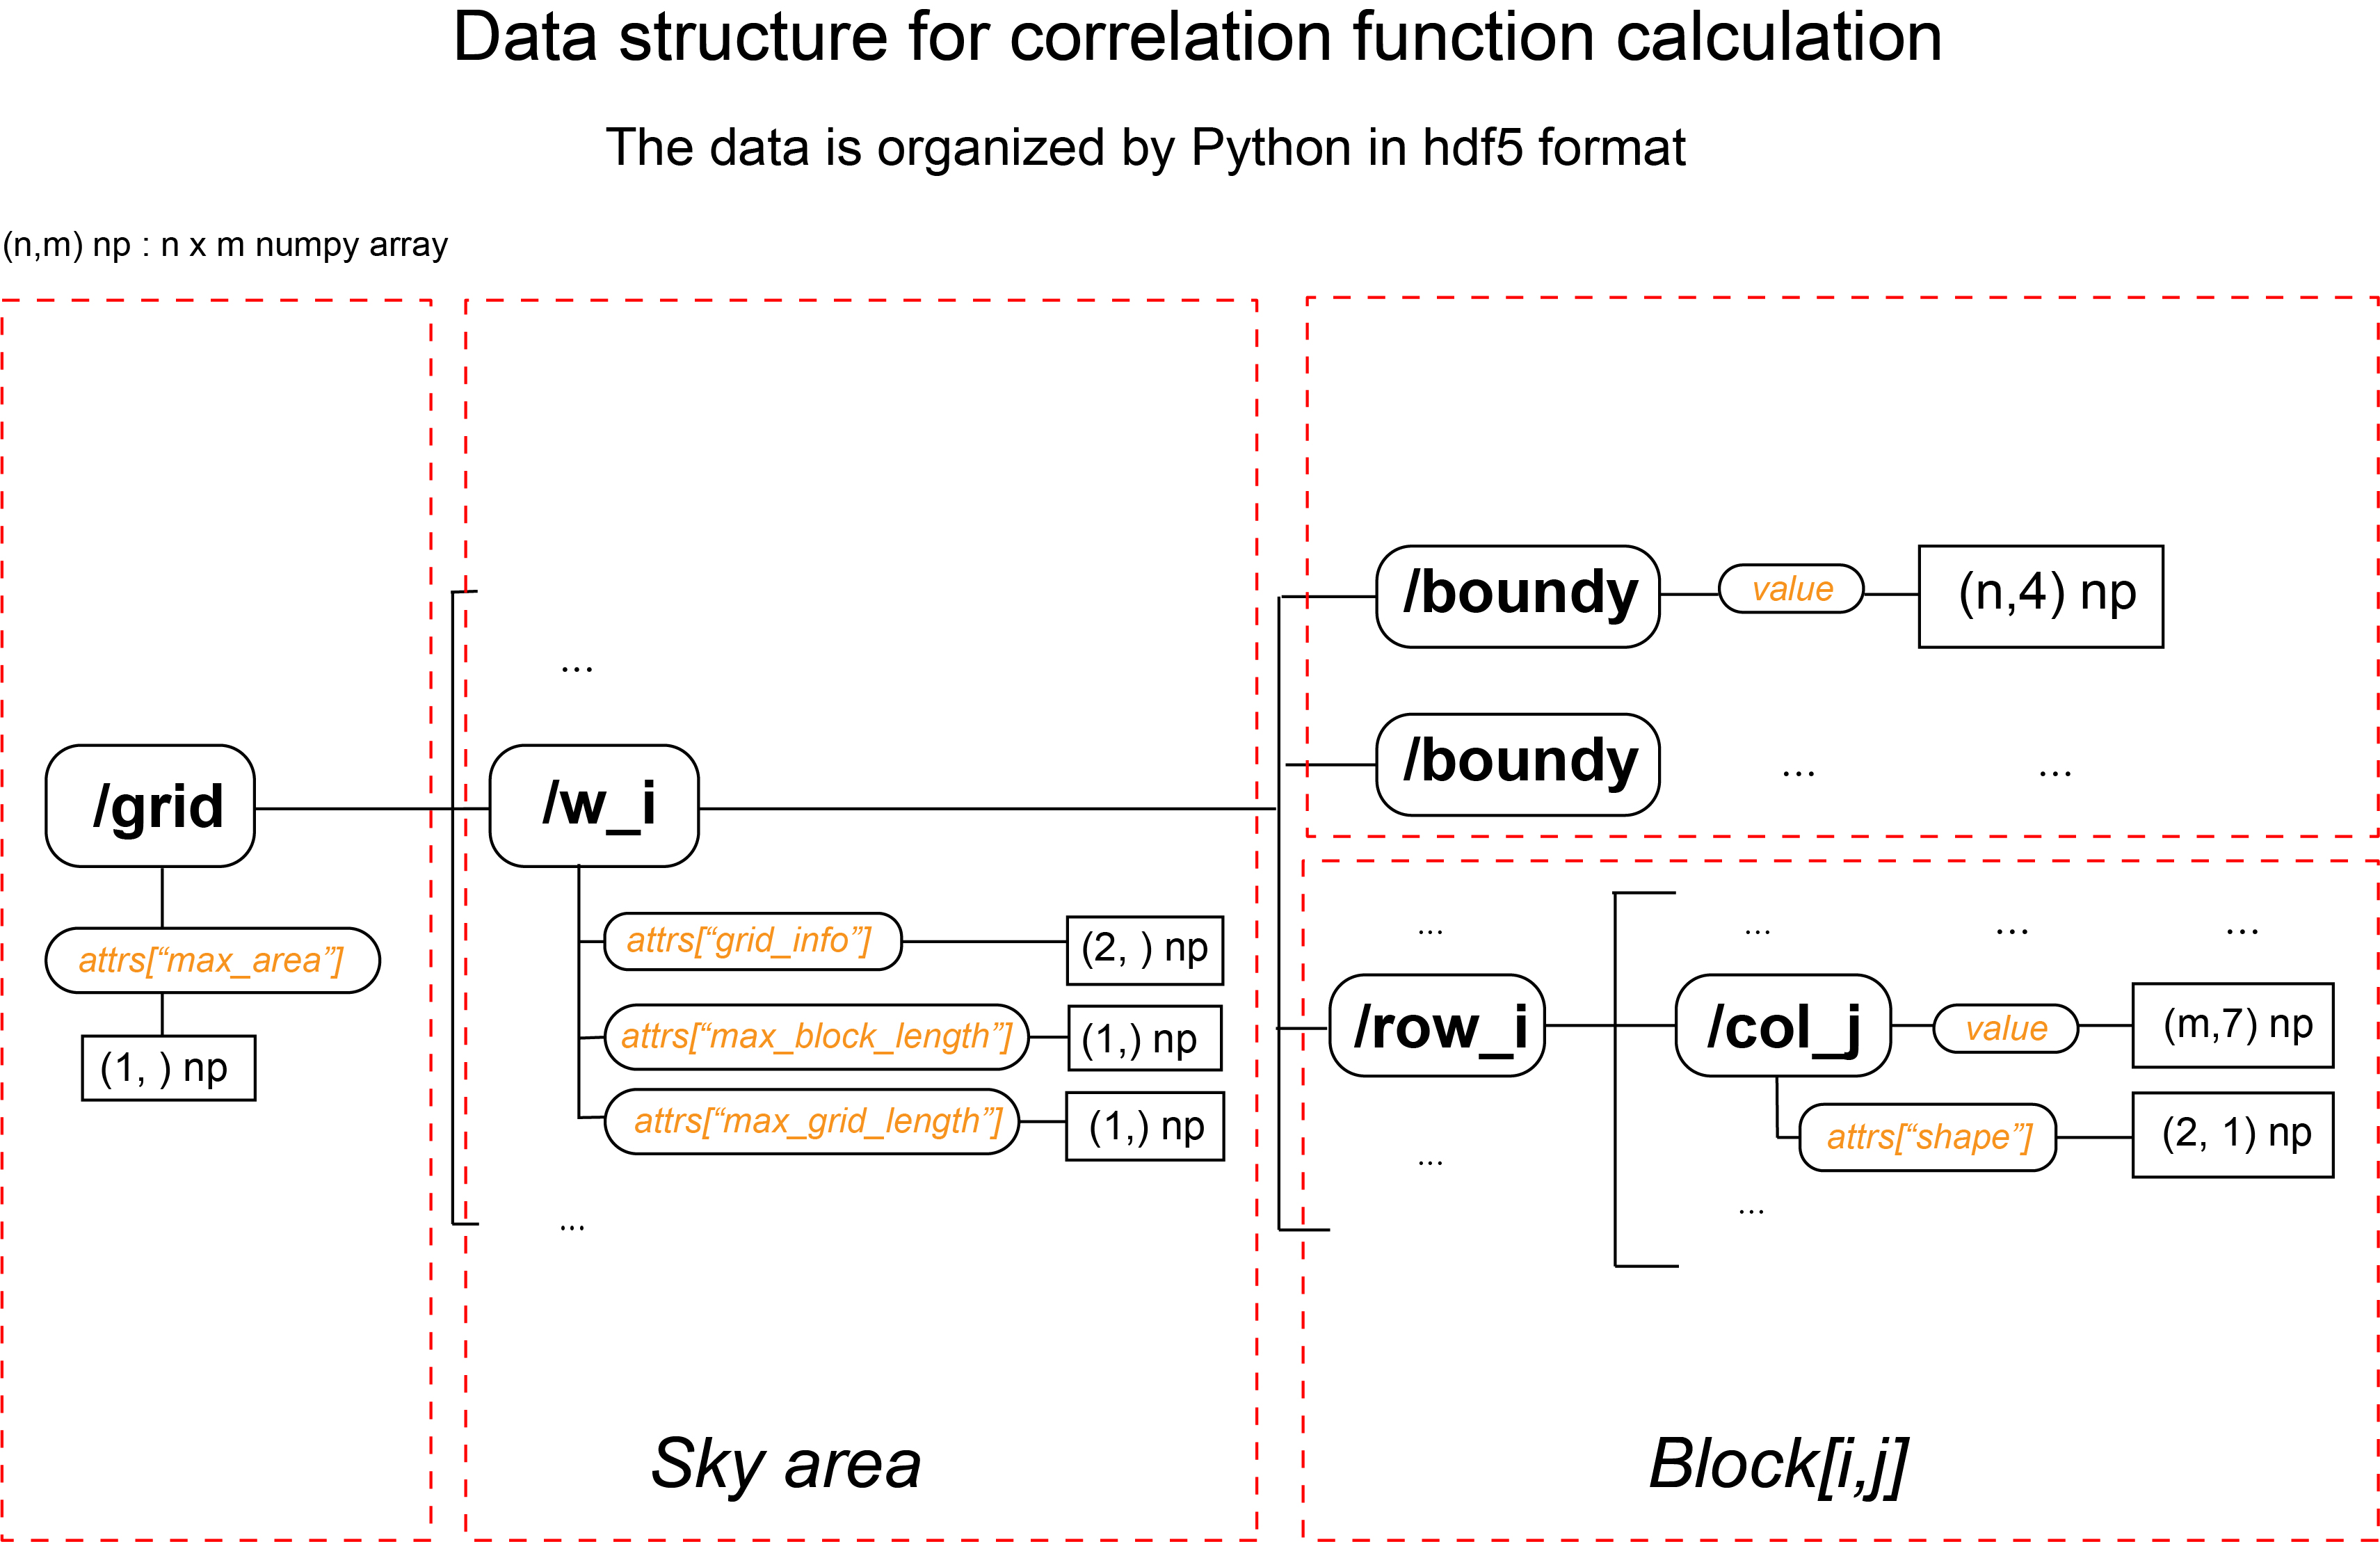 Data structure for correlation function calculation
The data is organized by Python in hdf5 format
(n,m) np : n x m numpy array
/grid
attrs[“max_area”]
(1, ) np
...
/w_i
attrs[“grid_info”]
(2, ) np
attrs[“max_block_length”]
(1,) np
attrs[“max_grid_length”]
(1,) np
...
Sky area
/boundy
value
(n,4) np
/boundy
...
...
...
...
...
...
/row_i
/col_j
value
(m,7) np
attrs[“shape”]
(2, 1) np
...
...
Block[i,j]